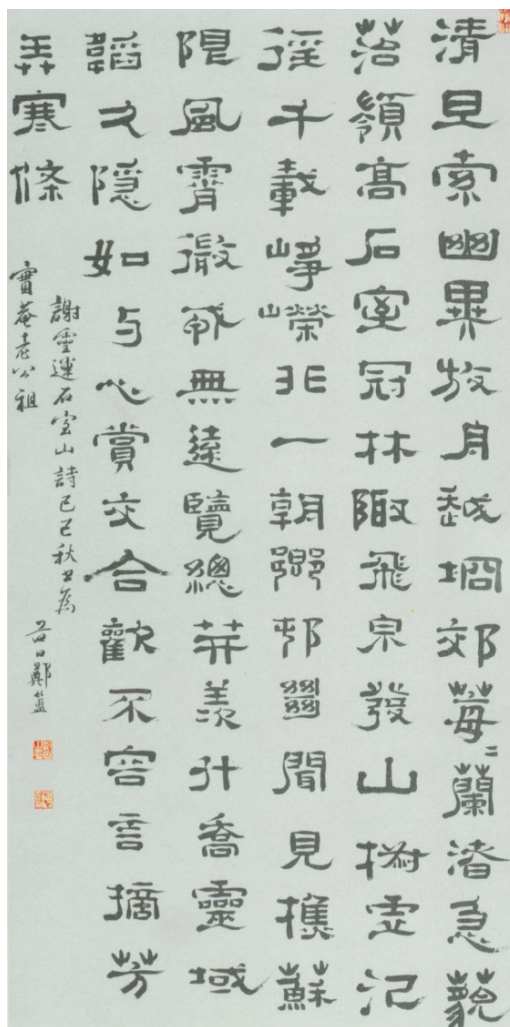 清旦索幽異放舟越坰郊莓〻蘭渚急藐
苔嶺高石室冠林陬飛泉發山椒虛汎
徑千載崢嶸非一朝鄉邨𢇍聞見樵蘇
限風霄微戎無遠覽總笄羨升喬靈域
韜久隱如与心賞交合歡不容言摘芳
弄寒條
謝靈運石室山詩己巳秋日為
寶菴老公祖 谷口鄭簠